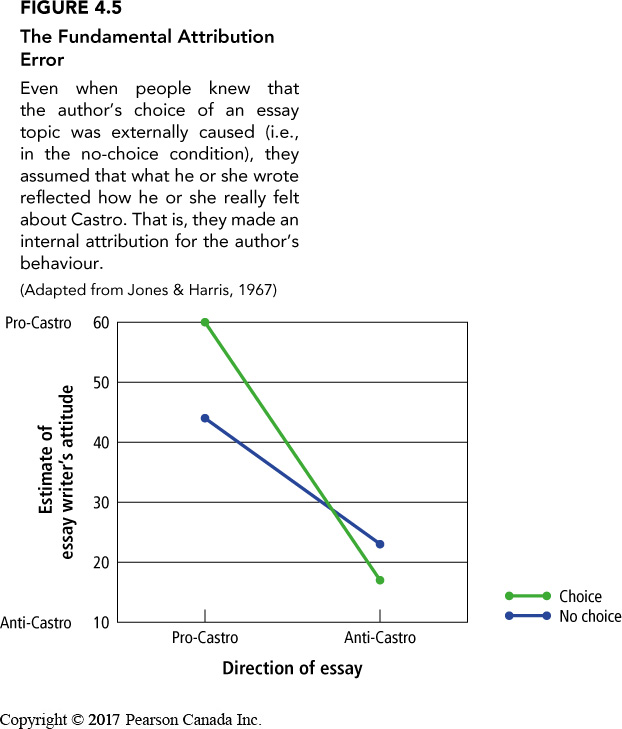 FIGURE 4.5
The Fundamental Attribution
Error
Even when people knew that
the author’s choice of an essay
topic was externally caused (i.e.,
in the no-choice condition), they
assumed that what he or she wrote
reflected how he or she really felt
about Castro. That is, they made an
internal attribution for the author’s
behaviour.
(Adapted from Jones & Harris, 1967)
Pro-Castro 60
50
40
30
20
Anti-Castro 10
Estimate of
essay writer’s attitude
Pro-Castro Anti-Castro
Direction of essay
Choice
No choice
Copyright © 2017 Pearson Canada Inc.